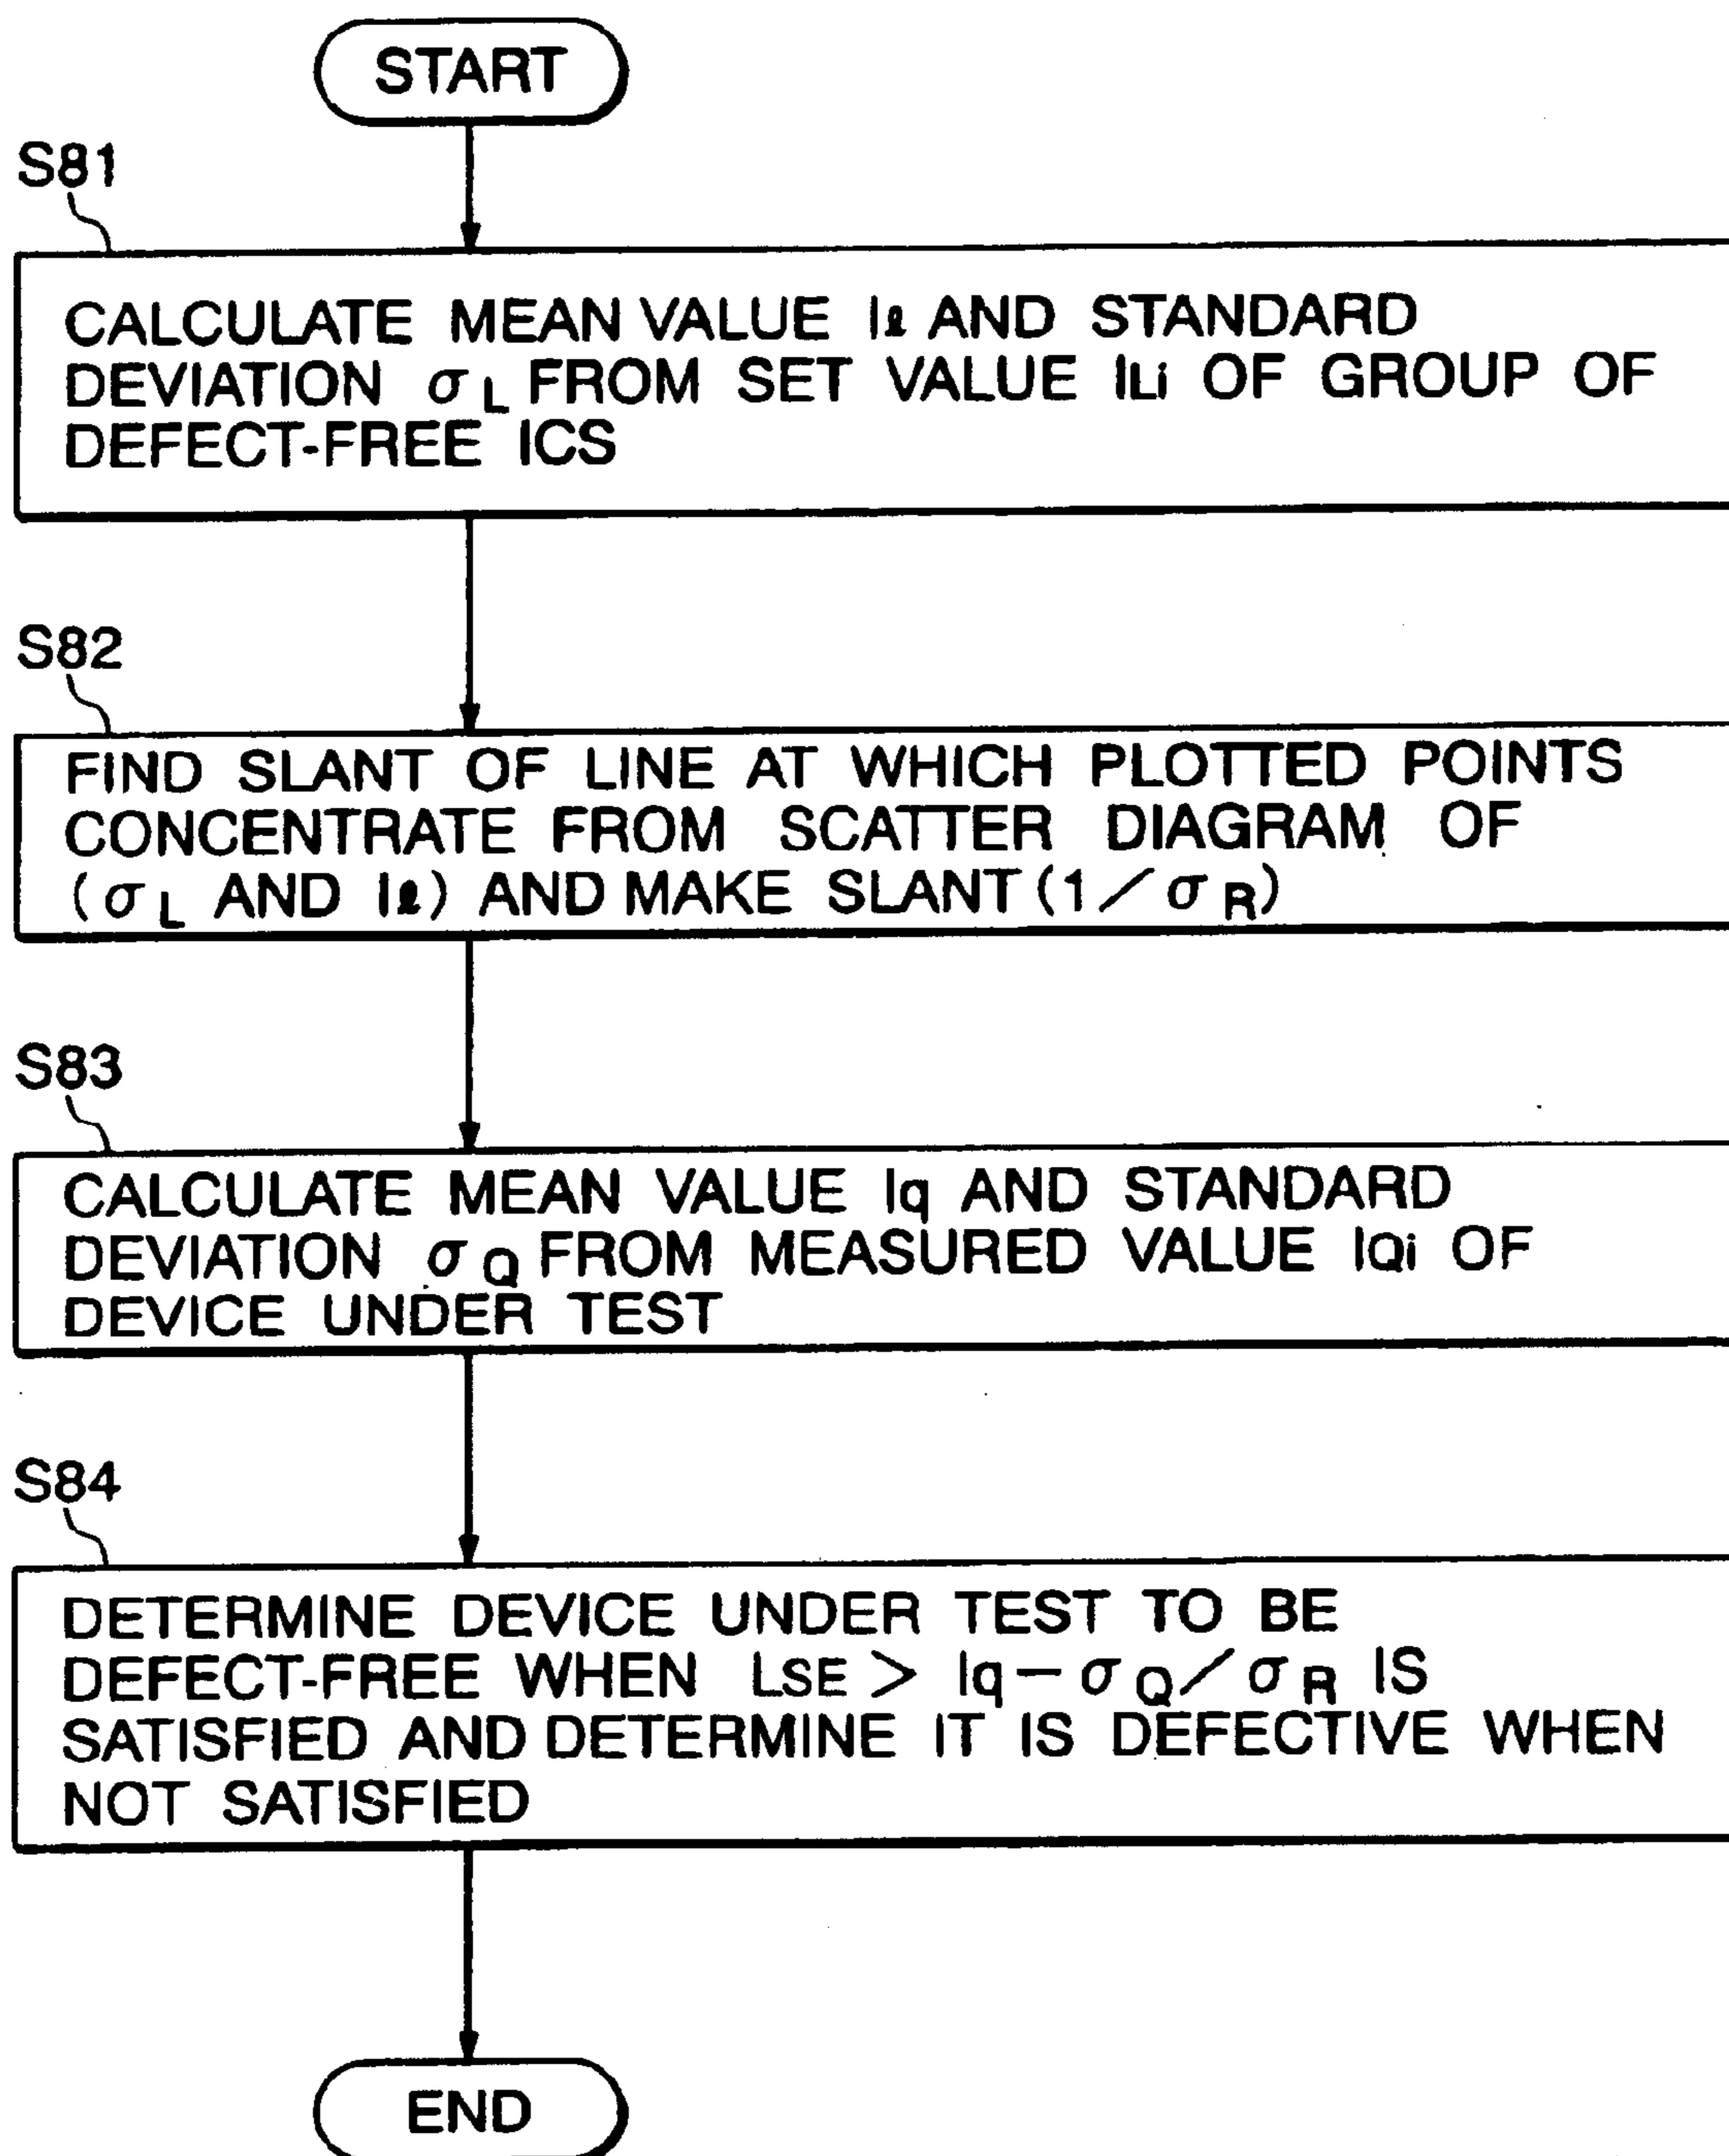 START
S81
CALCULATE MEAN VALUE Iℓ AND STANDARD
DEVIATION σL FROM SET VALUE ILi OF GROUP OF
DEFECT-FREE ICS
S82
FIND SLANT OF LINE AT WHICH PLOTTED POINTS
CONCENTRATE FROM SCATTER DIAGRAM OF
(σL AND Iℓ) AND MAKE SLANT (1/σR)
S83
CALCULATE MEAN VALUE Iq AND STANDARD
DEVIATION σQ FROM MEASURED VALUE IQi OF
DEVICE UNDER TEST
S84
DETERMINE DEVICE UNDER TEST TO BE
DEFECT-FREE WHEN LSE > Iq-σQ/σR IS
SATISFIED AND DETERMINE IT IS DEFECTIVE WHEN
NOT SATISFIED
END